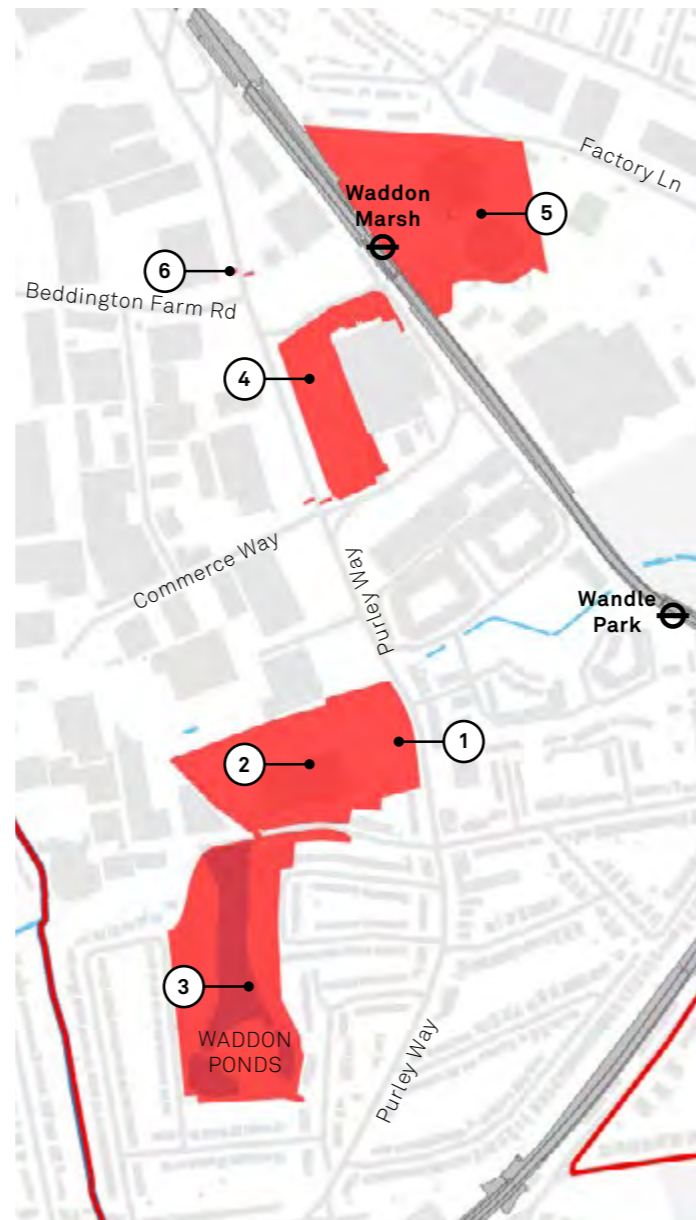 Factory Ln
Waddon
Marsh
5
6
Beddington Farm Rd
4
Commerce Way
Purley Way
Wandle
Park
1
2
3
WADDON
PONDS
Purley Way